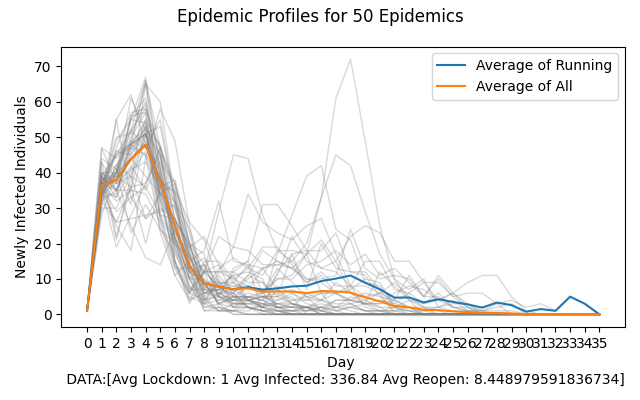 Epidemic Profiles for 50 Epidemics
Average of Running
Average of All
70
60
50
40
30
20
10
0
Newly Infected Individuals
0 1 2 3 4 5 6 7 8 9 10 11 12 13 14 15 16 17 18 19 20 21 22 23 24 25 26 27 28 29 30 31 32 33 34 35
Day
DATA:[Avg Lockdown: 1 Avg Infected: 336.84 Avg Reopen: 8.448979591836734]